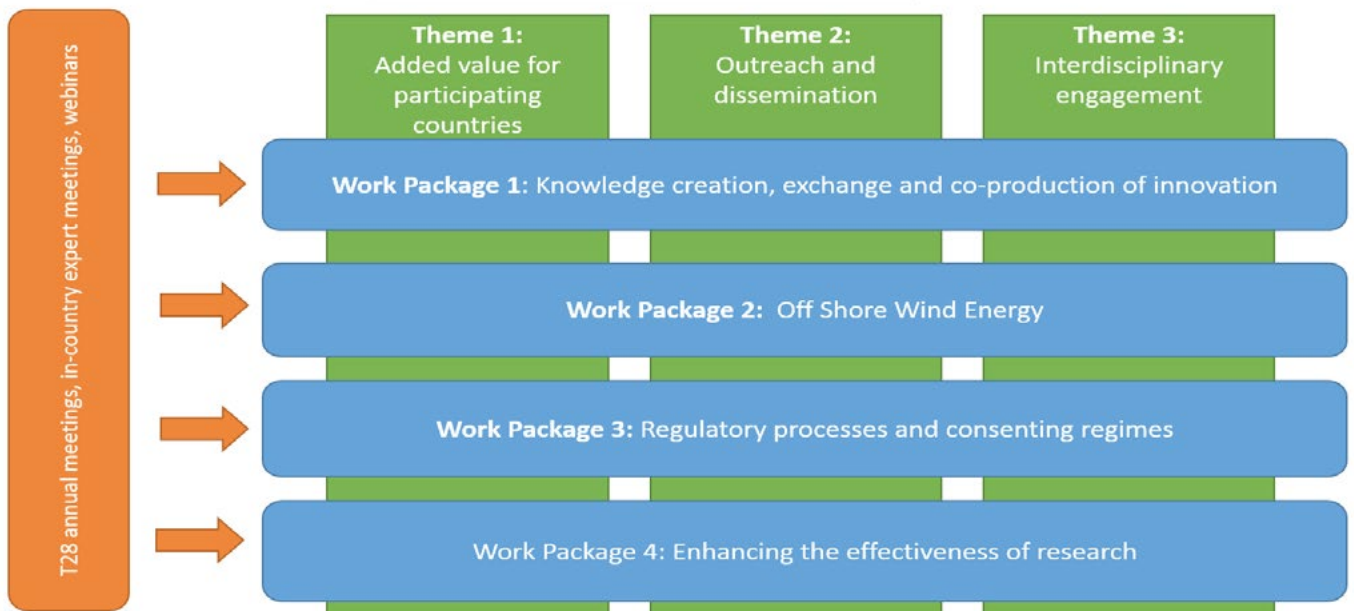 T28 annual meetings, in-country expert meetings, webinars
Theme 1:
Added value for
participating
countries
Theme 2:
Outreach and
dissemination
Theme 3:
Interdisciplinary
engagement
Work Package 1: Knowledge creation, exchange and co-production of innovation
Work Package 2: Off Shore Wind Energy
Work Package 3: Regulatory processes and consenting regimes
Work Package 4: Enhancing the effectiveness of research